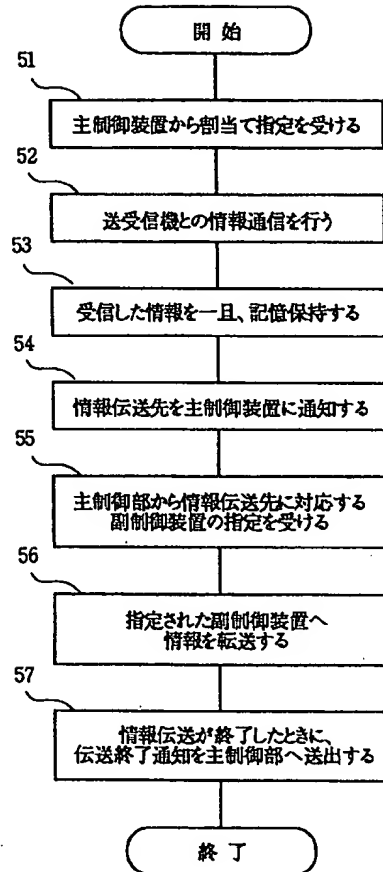 開始
51
主制御装置から割当て指定を受ける
52
送受信機との情報通信を行う
53
受信した情報を一旦、記憶保持する
54
情報伝送先を主制御装置に通知する
55
主制御部から情報伝送先に対応する
副制御装置の指定を受ける
56
指定された副制御装置へ
情報を転送する
57
情報伝送が終了したときに、
伝送終了通知を主制御部へ送出する
終了